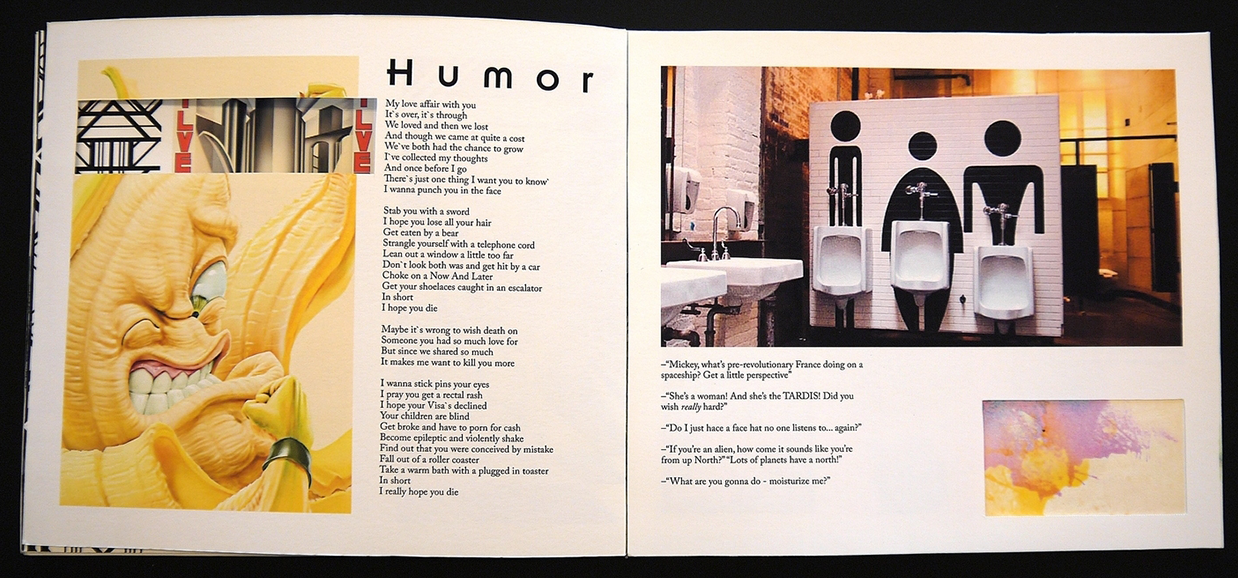 Humor
LVE
LVE
My love affair with you
It`s over, it`s through
We loved and then we lost
And though we came at quite a cost
We`ve both had the chance to grow
I`ve collected my thoughts
And once before I go
There`s just one thing I want you to know`
I wanna punch you in the face
Stab you with a sword
I hope you lose all your hair
Get eaten by a bear
Strangle yourself with a telephone cord
Lean out a window a little too far
Don`t look both was and get hit by a car
Choke on a Now And Later
Get your shoelaces caught in an escalator
In short
I hope you die
Maybe it`s wrong to wish death on
Someone you had so much love for
But since we shared so much
It makes me want to kill you more
I wanna stick pins your eyes
I pray you get a rectal rash
I hope your Visa`s declined
Your children are blind
Get broke and have to porn for cash
Become epileptic and violently shake
Find out that you were conceived by mistake
Fall out of a roller coaster
Take a warm bath with a plugged in toaster
In short
I really hope you die
–“Mickey, what’s pre-revolutionary France doing on a
spaceship? Get a little perspective”
–“She’s a woman! And she’s the TARDIS! Did you
wish really hard?”
–“Do I just hace a face hat no one listens to... again?”
–“If you’re an alien, how come it sounds like you’re
from up North?” “Lots of planets have a north!”
–“What are you gonna do - moisturize me?”